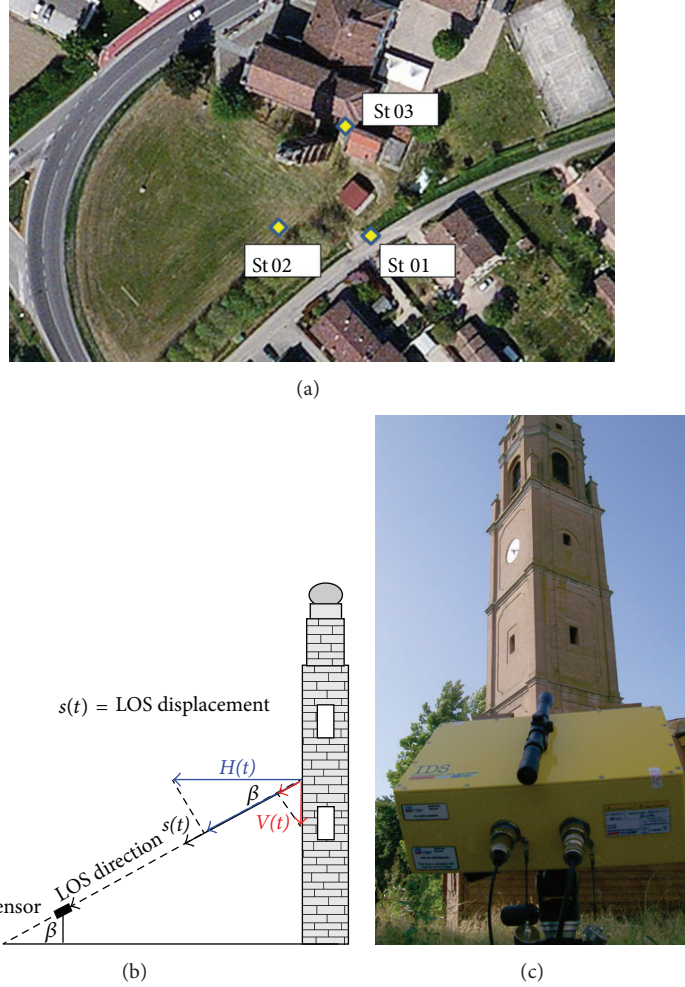 St 03
St 02
St 01
(a)
s(t) = LOS displacement
H(t)
β
s(t)
V(t)
LOS direction
ensor
β
(b)
IDS
(c)